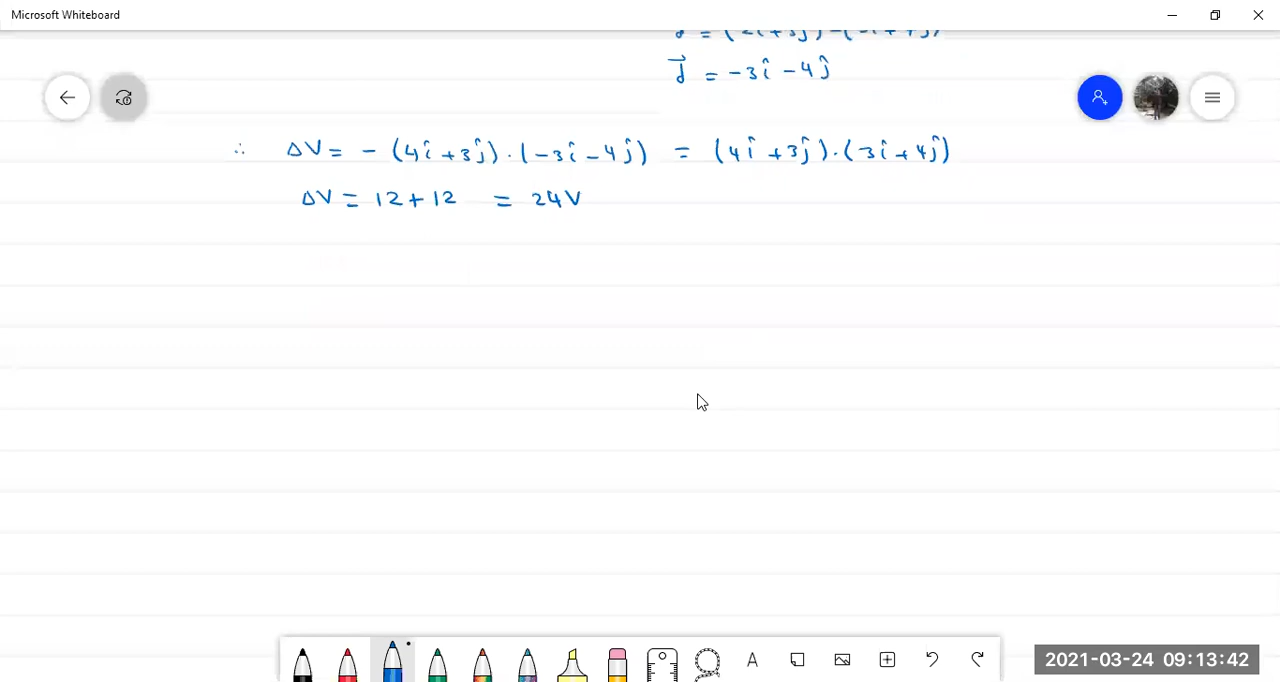 Microsoft Whiteboard
d⃗ = -3î - 4ĵ
∴ ΔV = - (4î + 3ĵ) · (-3î - 4ĵ) = (4î + 3ĵ) · (3î + 4ĵ)
ΔV = 12 + 12 = 24V
A
2021-03-24 09:13:42